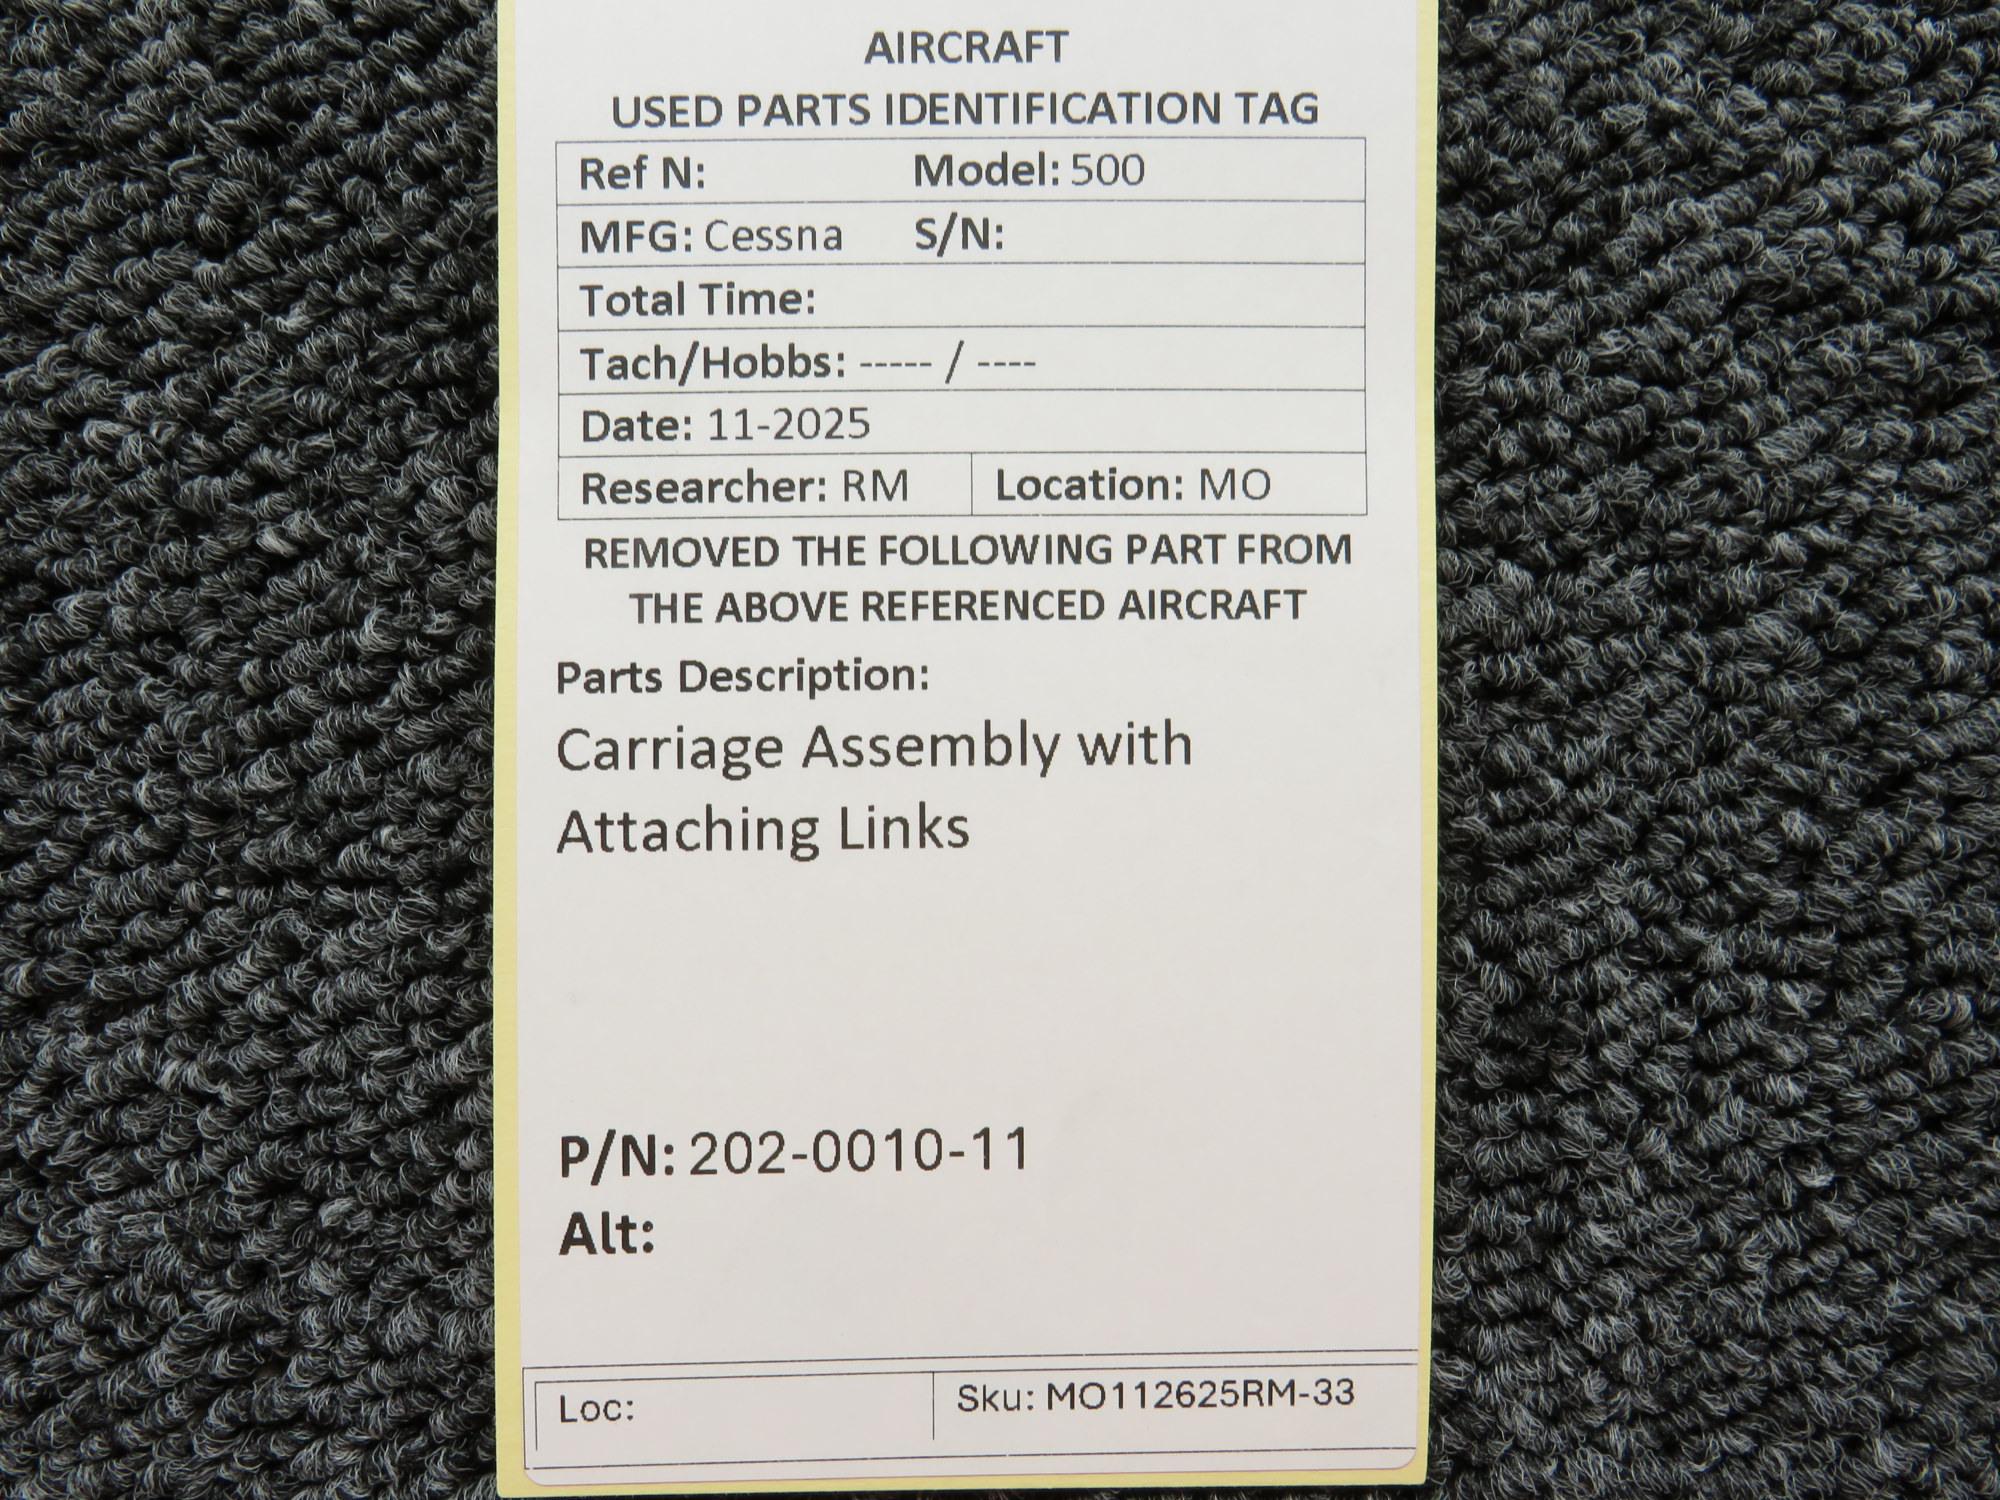 AIRCRAFT
USED PARTS IDENTIFICATION TAG
Ref N: Model: 500
MFG: Cessna S/N:
Total Time:
Tach/Hobbs: ----- / ----
Date: 11-2025
Researcher: RM Location: MO
REMOVED THE FOLLOWING PART FROM
THE ABOVE REFERENCED AIRCRAFT
Parts Description:
Carriage Assembly with
Attaching Links
P/N: 202-0010-11
Alt:
Loc: Sku: MO112625RM-33